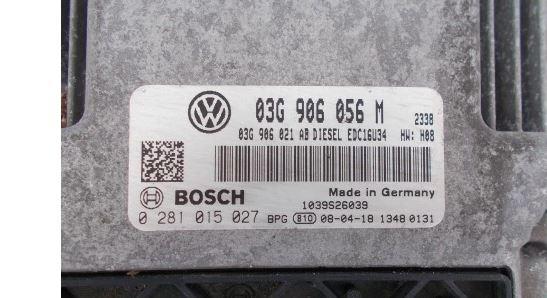 03G 906 056 M 2338
03G 906 021 AB DIESEL EDC16U34 HW: H08
BOSCH Made in Germany
1039S26039
0 281 015 027 BPG 810 08-04-18 1348 0131